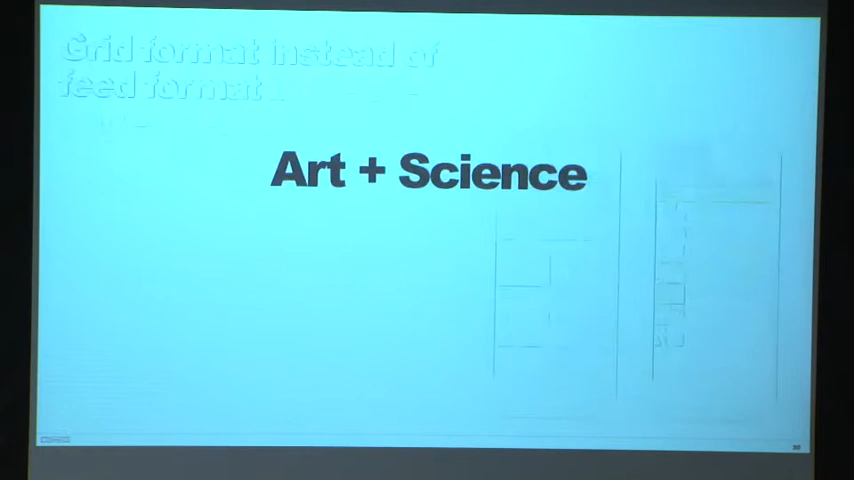 Grid format instead of
feed format
Art + Science